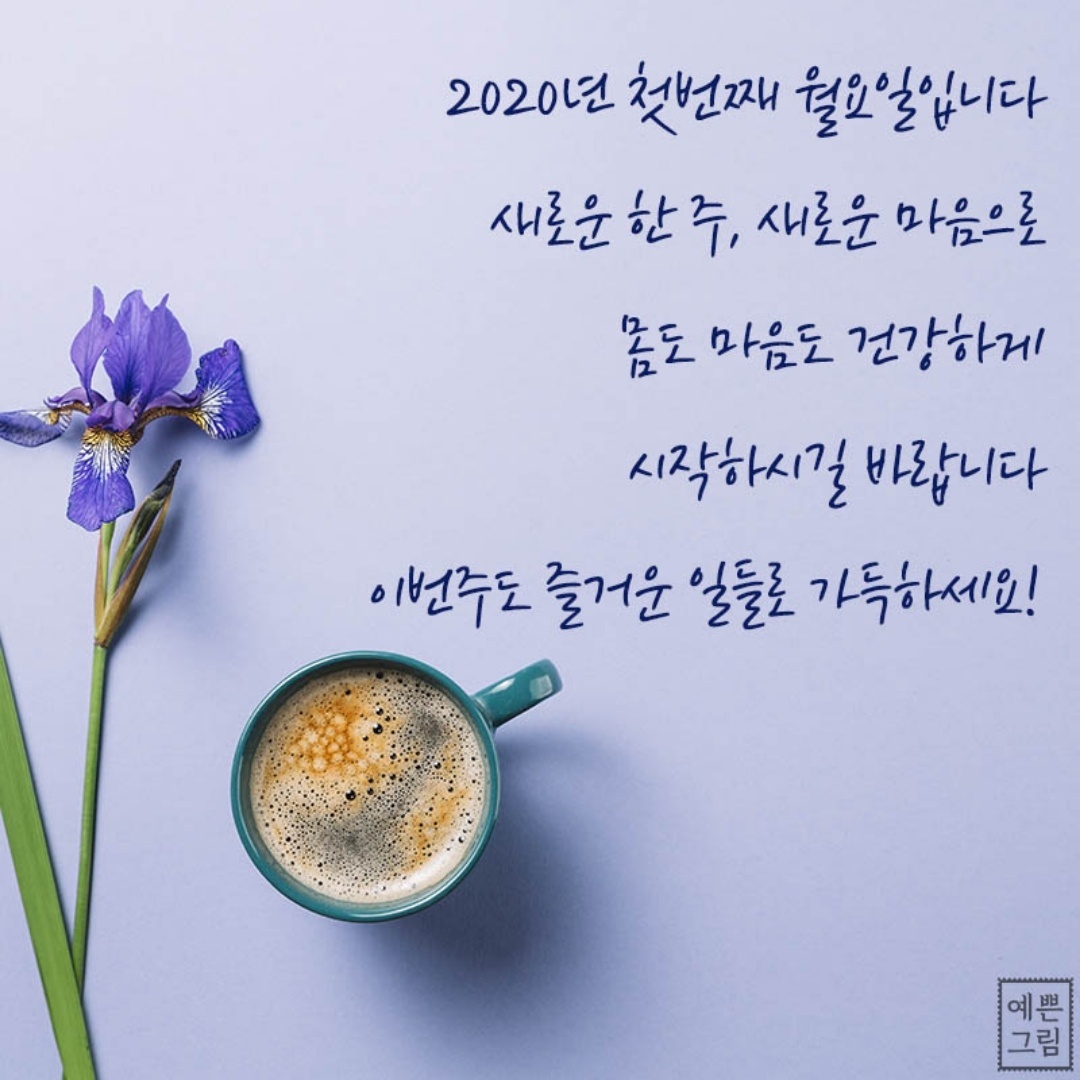 2020년 첫번째 월요일입니다
새로운 한 주, 새로운 마음으로
몸도 마음도 건강하게
시작하시길 바랍니다
이번주도 즐거운 일들로 가득하세요!
예쁜
그림